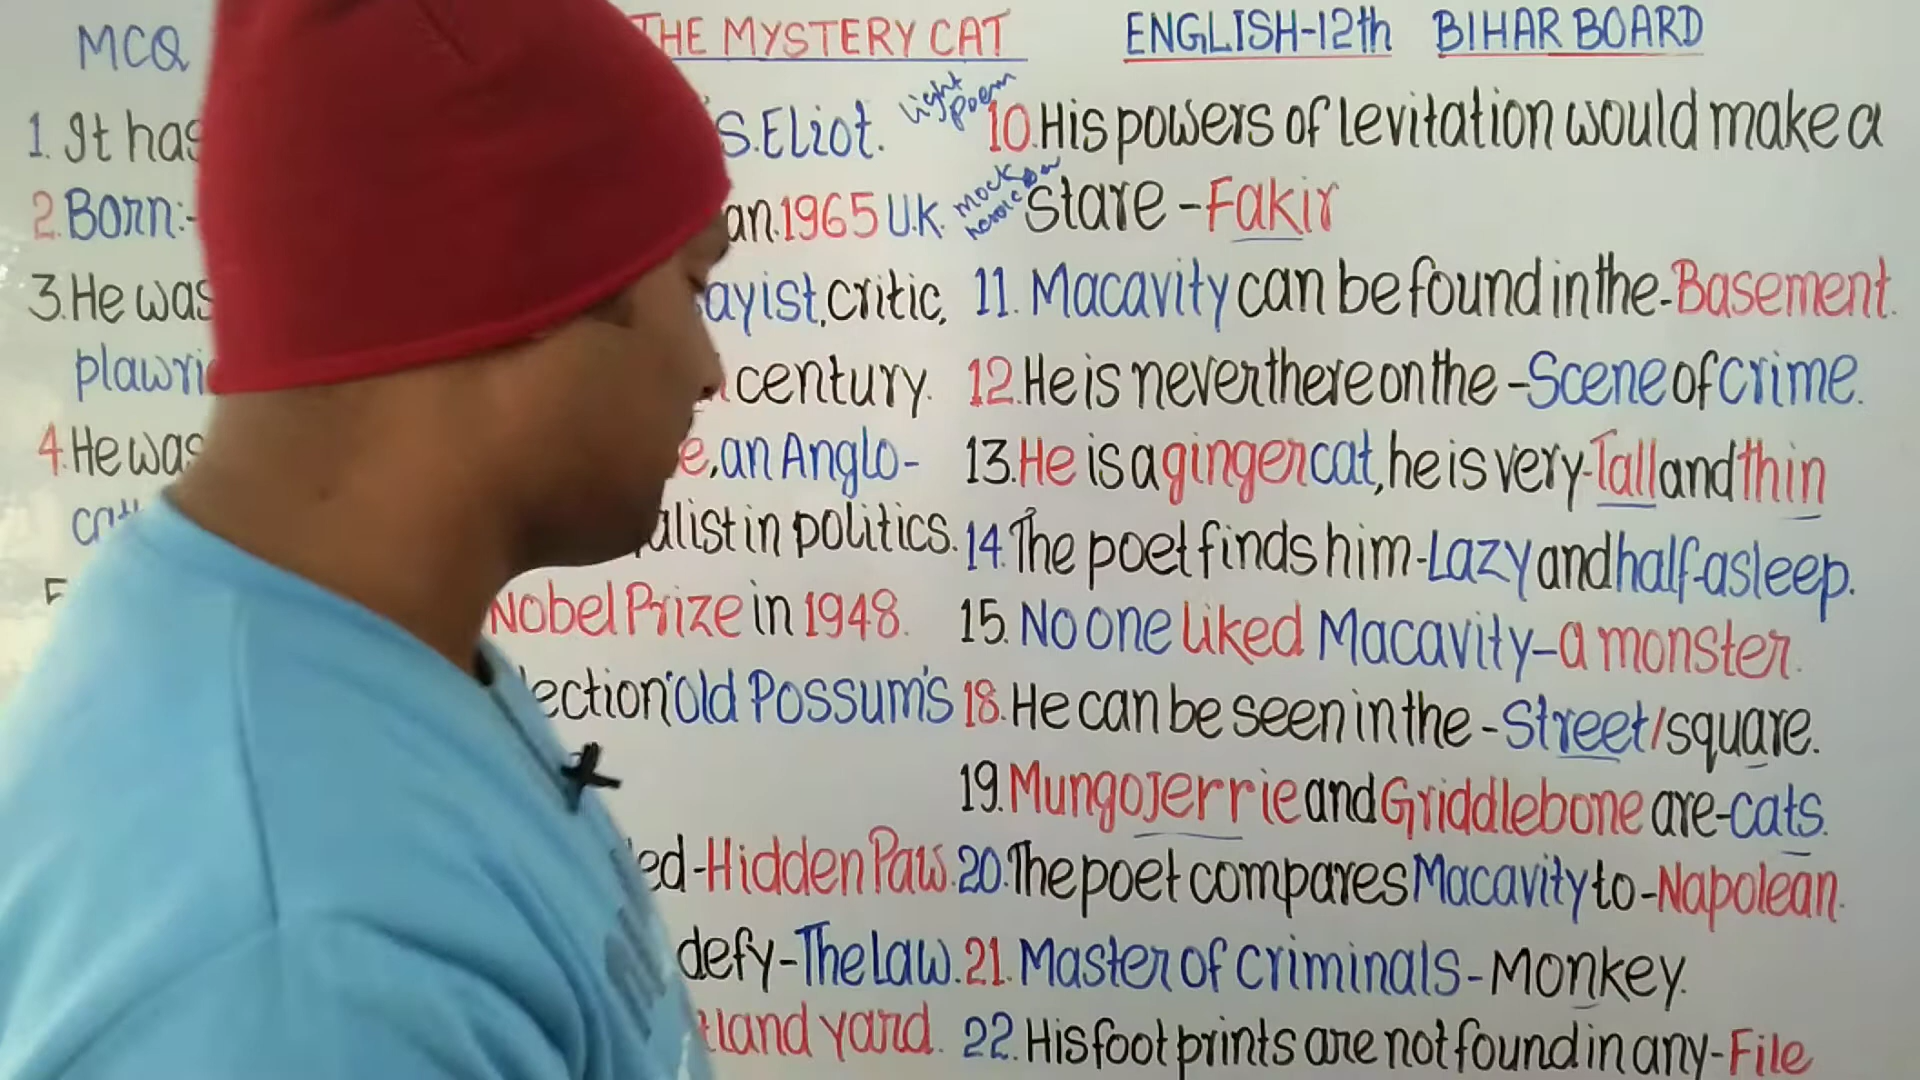 MCQ THE MYSTERY CAT ENGLISH-12th BIHAR BOARD
1. It has S. Eliot.
light poem
2. Born:- an. 1965 U.K.
mock heroic
3. He was ayist, critic,
century.
4. He was e, an Anglo-
alist in politics.
Nobel Prize in 1948.
lection 'Old Possum's
ed - Hidden Paw.
defy - The Law.
tland yard.
10. His powers of levitation would make a
stare - Fakir
11. Macavity can be found in the - Basement.
12. He is never there on the - Scene of crime.
13. He is a ginger cat, he is very - Tall and thin
14. The poet finds him - Lazy and half-asleep.
15. No one liked Macavity - a monster.
18. He can be seen in the - Street/square.
19. Mungojerrie and Griddlebone are - cats.
20. The poet compares Macavity to - Napolean.
21. Master of criminals - Monkey.
22. His foot prints are not found in any - File